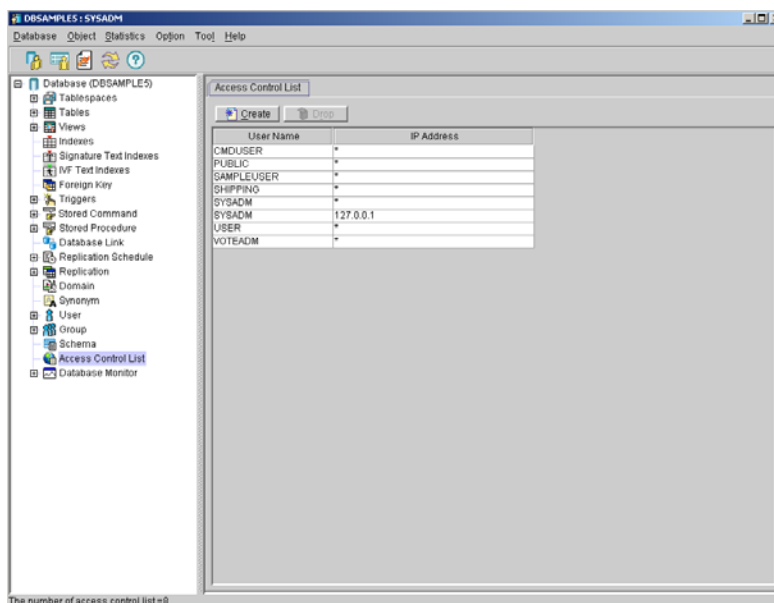 DBSAMPLE5 : SYSADM
Database Object Statistics Option Tool Help
Database (DBSAMPLE5)
Tablespaces
Tables
Views
Indexes
Signature Text Indexes
IVF Text Indexes
Foreign Key
Triggers
Stored Command
Stored Procedure
Database Link
Replication Schedule
Replication
Domain
Synonym
User
Group
Schema
Access Control List
Database Monitor
Access Control List
Create Drop
User Name IP Address
CMDUSER *
PUBLIC *
SAMPLEUSER *
SHIPPING *
SYSADM *
SYSADM 127.0.0.1
USER *
VOTEADM *
The number of access control list =8